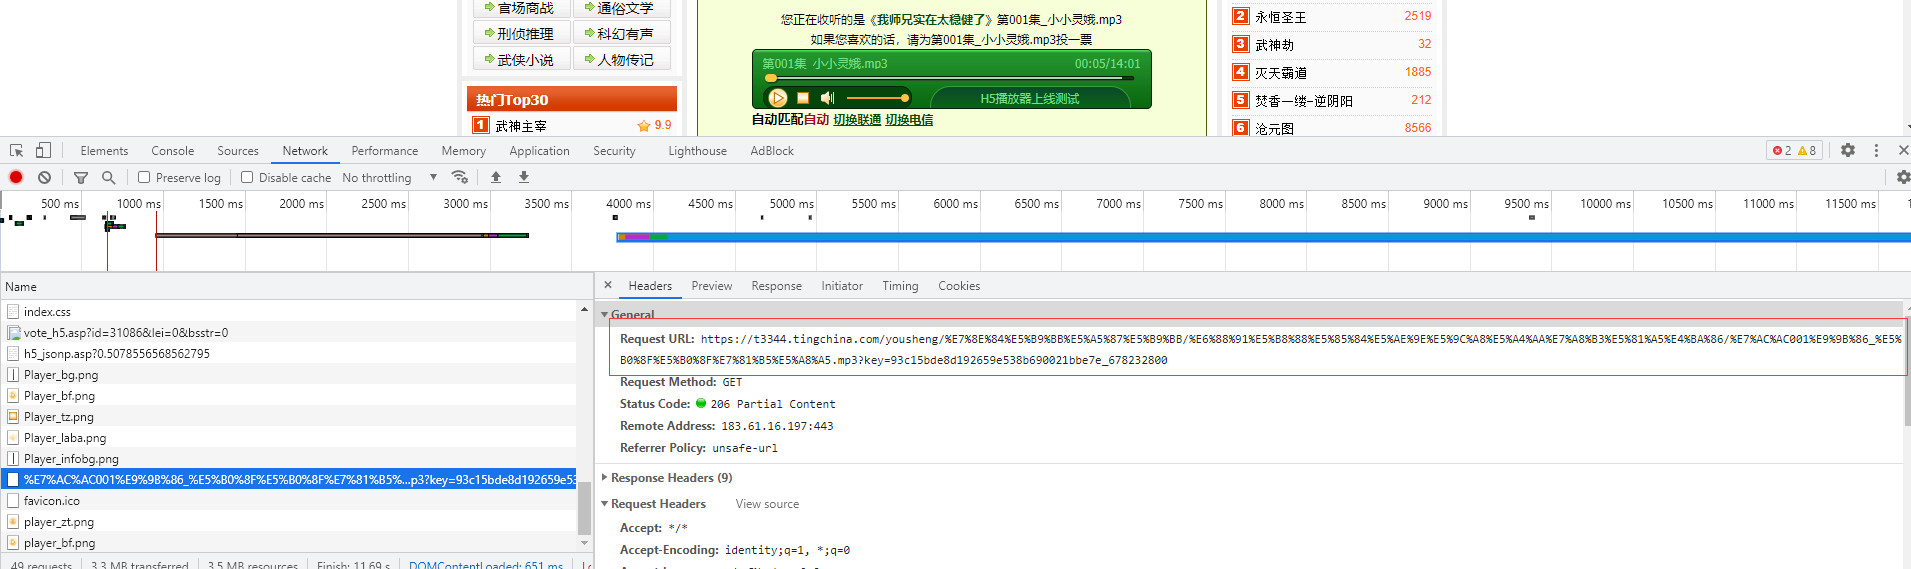 官场商战 通俗文学
刑侦推理 科幻有声
武侠小说 人物传记
热门Top30
1 武神主宰 9.9
您正在收听的是《我师兄实在太稳健了》第001集_小小灵娥.mp3
如果您喜欢的话，请为第001集_小小灵娥.mp3投一票
第001集_小小灵娥.mp3 00:05/14:01
H5播放器上线测试
自动匹配自动 切换联通 切换电信
2 永恒圣王 2519
3 武神劫 32
4 灭天霸道 1885
5 焚香一缕-逆阴阳 212
6 沧元图 8566
Elements Console Sources Network Performance Memory Application Security Lighthouse AdBlock 2 8
Preserve log Disable cache No throttling
500 ms 1000 ms 1500 ms 2000 ms 2500 ms 3000 ms 3500 ms 4000 ms 4500 ms 5000 ms 5500 ms 6000 ms 6500 ms 7000 ms 7500 ms 8000 ms 8500 ms 9000 ms 9500 ms 10000 ms 10500 ms 11000 ms 11500 ms
Name
index.css
vote_h5.asp?id=31086&lei=0&bsstr=0
h5_jsonp.asp?0.5078556568562795
Player_bg.png
Player_bf.png
Player_tz.png
Player_laba.png
Player_infobg.png
%E7%AC%AC001%E9%9B%86_%E5%B0%8F%E5%B0%8F%E7%81%B5%...p3?key=93c15bde8d192659e53
favicon.ico
player_zt.png
player_bf.png
49 requests 3.3 MB transferred 3.5 MB resources Finish: 11.69 s DOMContentLoaded: 651 ms
Headers Preview Response Initiator Timing Cookies
General
Request URL: https://t3344.tingchina.com/yousheng/%E7%8E%84%E5%B9%BB%E5%A5%87%E5%B9%BB/%E6%88%91%E5%B8%88%E5%85%84%E5%AE%9E%E5%9C%A8%E5%A4%AA%E7%A8%B3%E5%81%A5%E4%BA%86/%E7%AC%AC001%E9%9B%86_%E5%
B0%8F%E5%B0%8F%E7%81%B5%E5%A8%A5.mp3?key=93c15bde8d192659e538b690021bbe7e_678232800
Request Method: GET
Status Code: 206 Partial Content
Remote Address: 183.61.16.197:443
Referrer Policy: unsafe-url
Response Headers (9)
Request Headers View source
Accept: */*
Accept-Encoding: identity;q=1, *;q=0